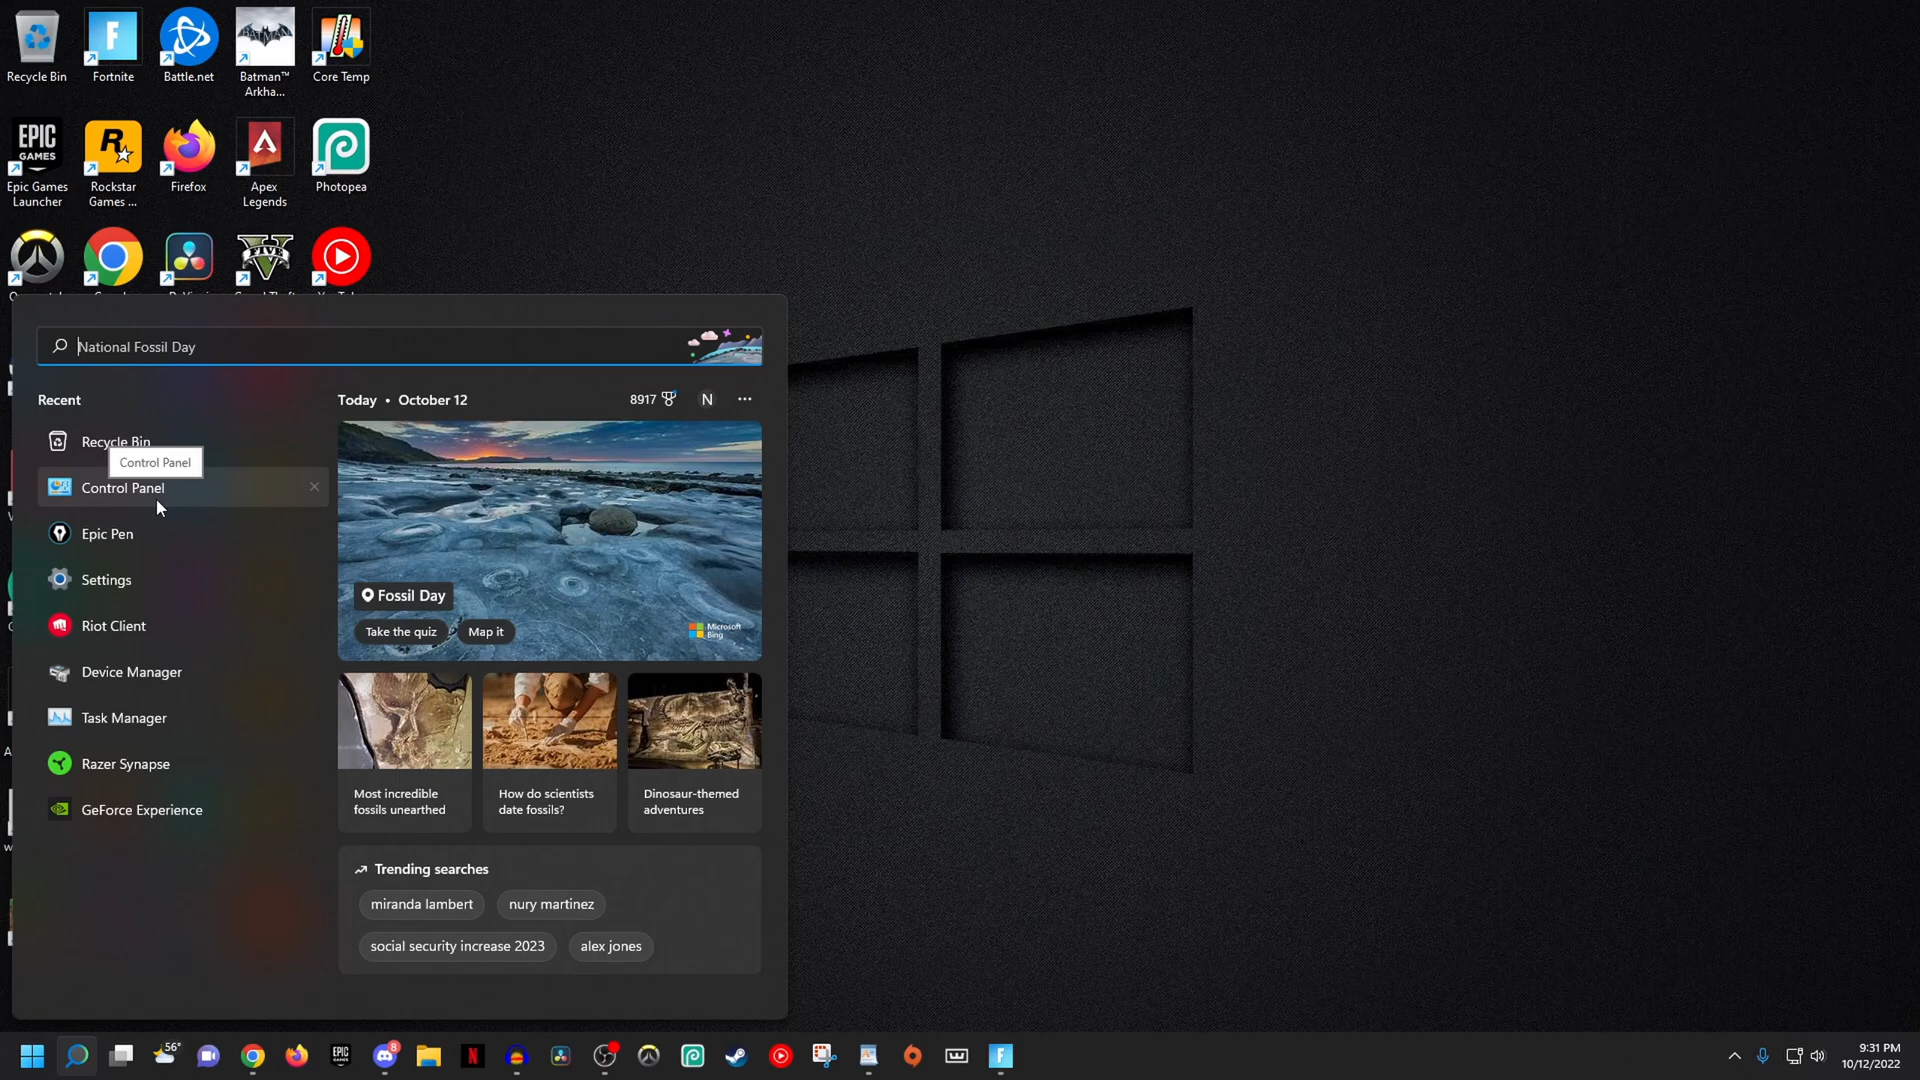 Recycle Bin
Fortnite
Battle.net
Batman™
Arkha...
Core Temp
EPIC
GAMES
Epic Games
Launcher
Rockstar
Games ...
Firefox
Apex
Legends
Photopea
FIVE
National Fossil Day
Recent
Today • October 12
8917
N
Recycle Bin
Control Panel
Control Panel
Epic Pen
Settings
Riot Client
Device Manager
Task Manager
Razer Synapse
GeForce Experience
Fossil Day
Take the quiz
Map it
Microsoft
Bing
Most incredible
fossils unearthed
How do scientists
date fossils?
Dinosaur-themed
adventures
Trending searches
miranda lambert
nury martinez
social security increase 2023
alex jones
56°
EPIC
8
9:31 PM
10/12/2022